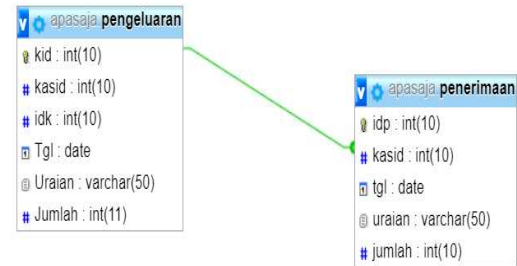 apasaja pengeluaran
kid : int(10)
# kasid : int(10)
# idk : int(10)
Tgl : date
Uraian : varchar(50)
# Jumlah : int(11)
apasaja penerimaan
idp : int(10)
# kasid : int(10)
tgl : date
uraian : varchar(50)
# jumlah : int(10)